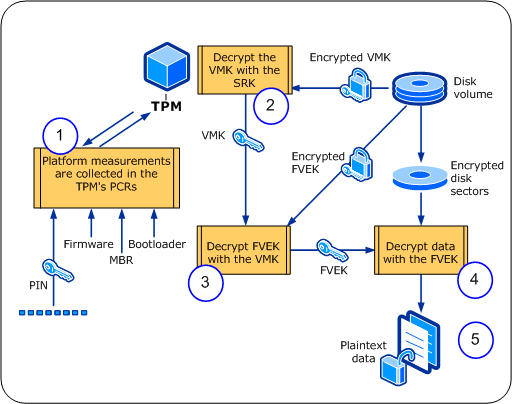 Decrypt the
VMK with the
SRK
2
Encrypted VMK
Disk
volume
TPM
1
Platform measurements
are collected in the
TPM's PCRs
VMK
Encrypted
FVEK
Encrypted
disk
sectors
Firmware
MBR
Bootloader
PIN
Decrypt FVEK
with the VMK
3
FVEK
Decrypt data
with the FVEK
4
Plaintext
data
5